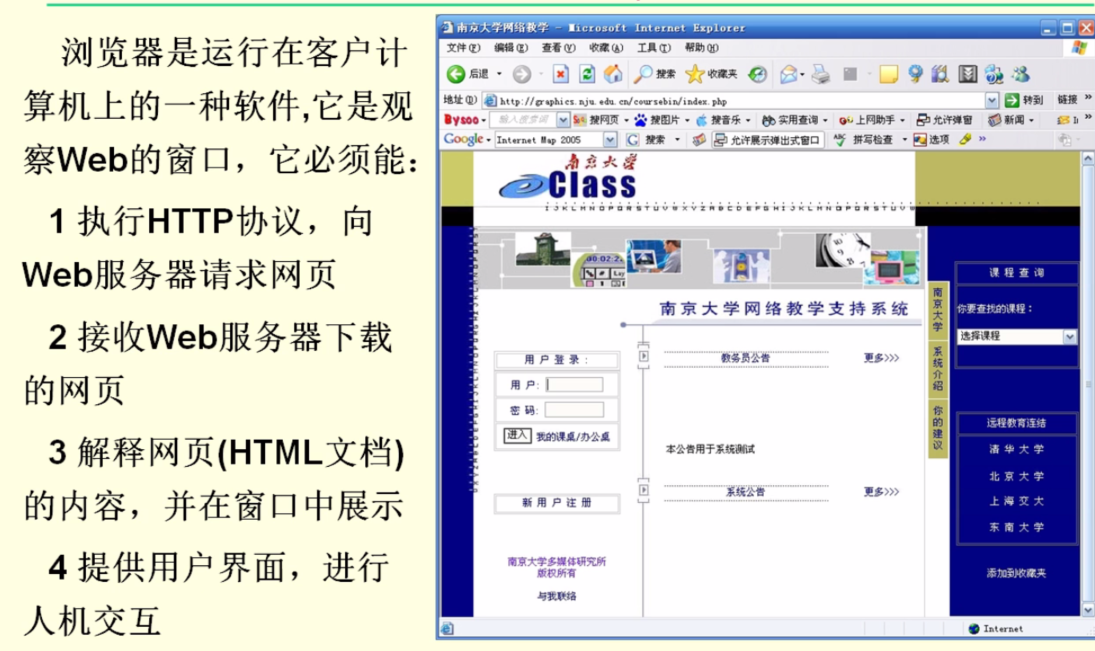 浏览器是运行在客户计
算机上的一种软件,它是观
察Web的窗口，它必须能：
1 执行HTTP协议，向
Web服务器请求网页
2 接收Web服务器下载
的网页
3 解释网页(HTML文档)
的内容，并在窗口中展示
4 提供用户界面，进行
人机交互
南京大学网络教学 - Microsoft Internet Explorer
文件(F) 编辑(E) 查看(V) 收藏(A) 工具(T) 帮助(H)
后退 搜索 收藏夹
地址(D) http://graphics.nju.edu.cn/coursebin/index.php 转到 链接 »
Bysoo 输入搜索词 搜网页 搜图片 搜音乐 实用查询 上网助手 允许弹窗 新闻 »
Google Internet Map 2005 搜索 允许展示弹出式窗口 拼写检查 选项 »
南京大学
eClass
南京大学网络教学支持系统
用户登录：
用户:
密码:
进入 我的课桌/办公桌
新用户注册
南京大学多媒体研究所
版权所有
与我联络
教务员公告 更多>>>
本公告用于系统测试
系统公告 更多>>>
南京大学
系统介绍
你的建议
课程查询
你要查找的课程：
选择课程
远程教育连结
清华大学
北京大学
上海交大
东南大学
添加到收藏夹
Internet